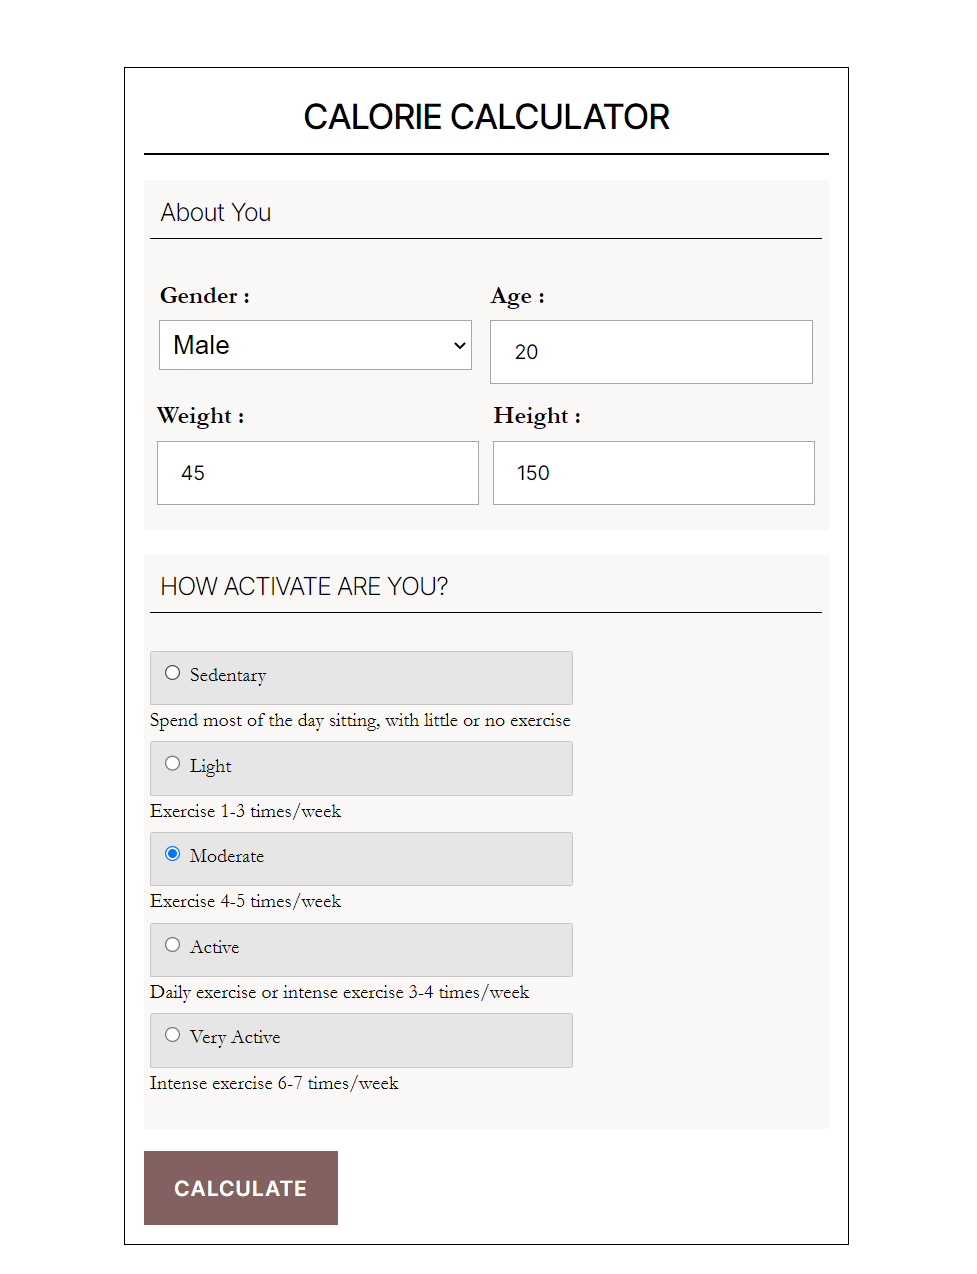 CALORIE CALCULATOR
About You
Gender : Age :
Male 20
Weight : Height :
45 150
HOW ACTIVATE ARE YOU?
Sedentary
Spend most of the day sitting, with little or no exercise
Light
Exercise 1-3 times/week
Moderate
Exercise 4-5 times/week
Active
Daily exercise or intense exercise 3-4 times/week
Very Active
Intense exercise 6-7 times/week
CALCULATE